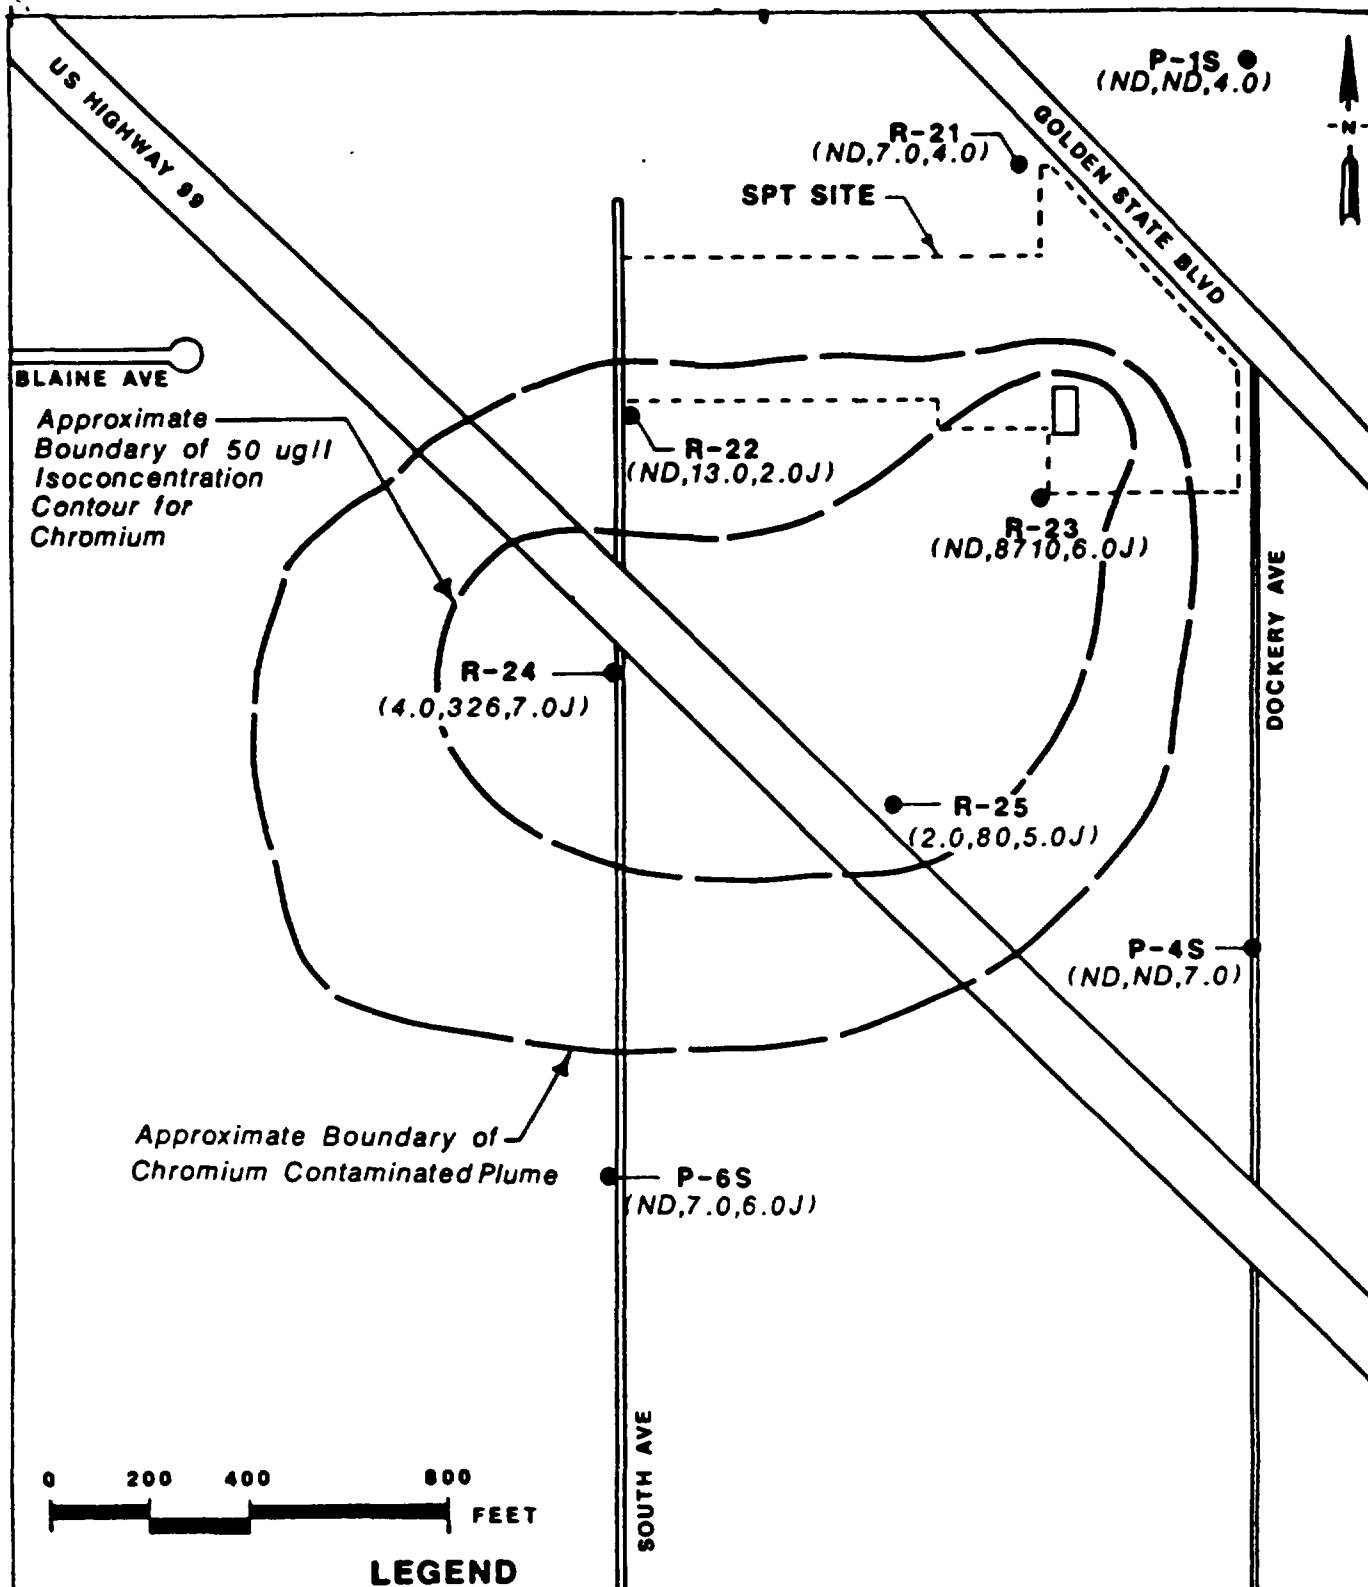 P-1S
(ND,ND,4.0)
-N-
US HIGHWAY 99
GOLDEN STATE BLVD
R-21
(ND,7.0,4.0)
SPT SITE
BLAINE AVE
Approximate
Boundary of 50 ug/l
Isoconcentration
Contour for
Chromium
R-22
(ND,13.0,2.0J)
R-23
(ND,8710,6.0J)
DOCKERY AVE
R-24
(4.0,326,7.0J)
R-25
(2.0,80,5.0J)
P-4S
(ND,ND,7.0)
Approximate Boundary of
Chromium Contaminated Plume
P-6S
(ND,7.0,6.0J)
SOUTH AVE
0 200 400 800
FEET
LEGEND